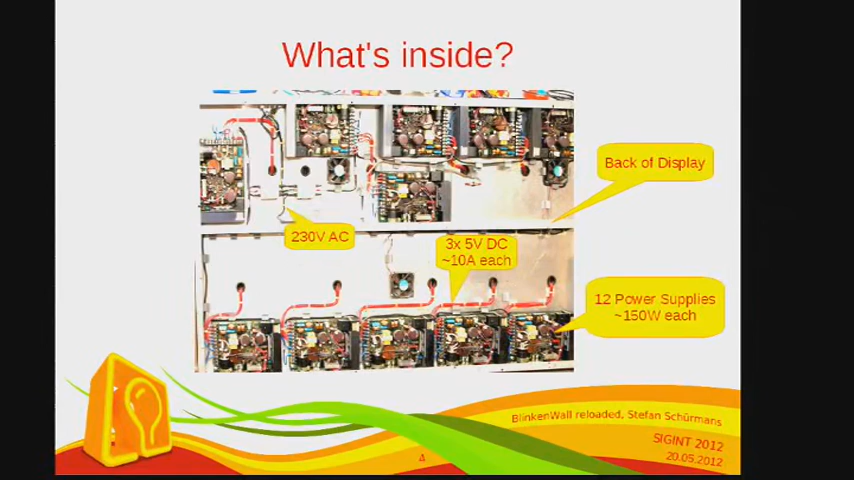 What's inside?
Back of Display
230V AC
3x 5V DC
~10A each
12 Power Supplies
~150W each
BlinkenWall reloaded, Stefan Schürmans
SIGINT 2012
4
20.05.2012